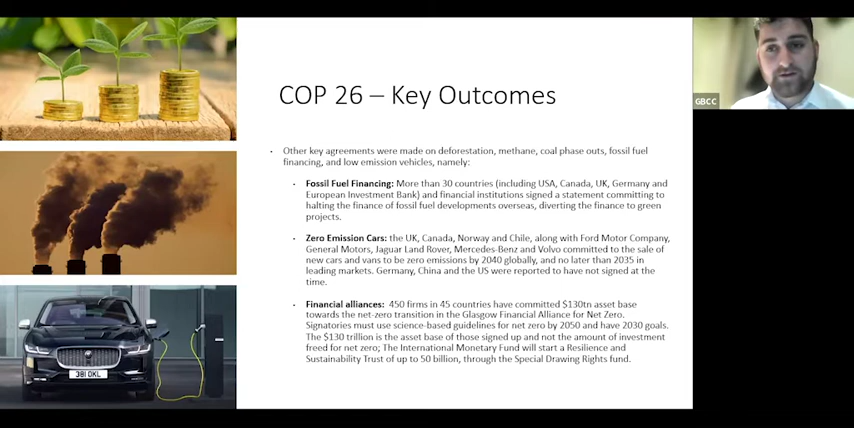 COP 26 – Key Outcomes
GBCC
- Other key agreements were made on deforestation, methane, coal phase outs, fossil fuel
financing, and low emission vehicles, namely:
- Fossil Fuel Financing: More than 30 countries (including USA, Canada, UK, Germany and
European Investment Bank) and financial institutions signed a statement committing to
halting the finance of fossil fuel developments overseas, diverting the finance to green
projects.
- Zero Emission Cars: the UK, Canada, Norway and Chile, along with Ford Motor Company,
General Motors, Jaguar Land Rover, Mercedes-Benz and Volvo committed to the sale of
new cars and vans to be zero emissions by 2040 globally, and no later than 2035 in
leading markets. Germany, China and the US were reported to have not signed at the
time.
- Financial alliances: 450 firms in 45 countries have committed $130tn asset base
towards the net-zero transition in the Glasgow Financial Alliance for Net Zero.
Signatories must use science-based guidelines for net zero by 2050 and have 2030 goals.
The $130 trillion is the asset base of those signed up and not the amount of investment
freed for net zero; The International Monetary Fund will start a Resilience and
Sustainability Trust of up to 50 billion, through the Special Drawing Rights fund.
381 OKL